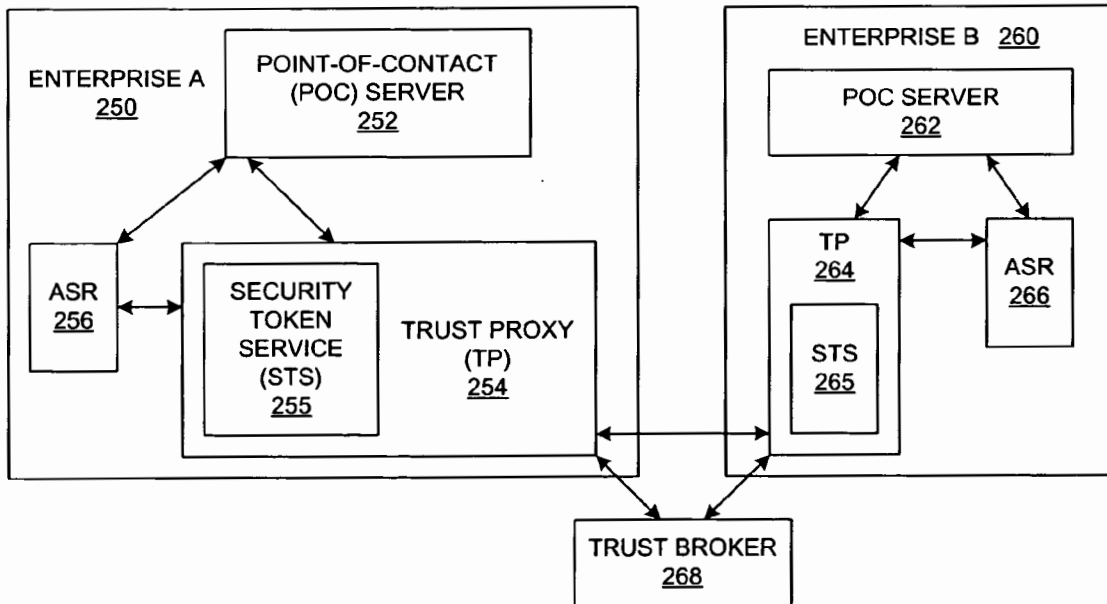 ENTERPRISE A
250
POINT-OF-CONTACT
(POC) SERVER
252
ASR
256
SECURITY
TOKEN
SERVICE
(STS)
255
TRUST PROXY
(TP)
254
ENTERPRISE B 260
POC SERVER
262
TP
264
STS
265
ASR
266
TRUST BROKER
268